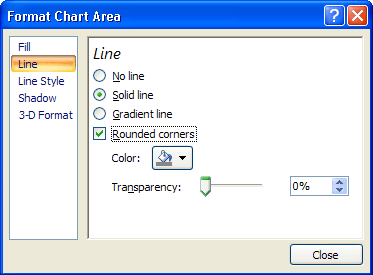 Format Chart Area
Fill
Line
Line Style
Shadow
3-D Format
Line
No line
Solid line
Gradient line
Rounded corners
Color:
Transparency:
0%
Close